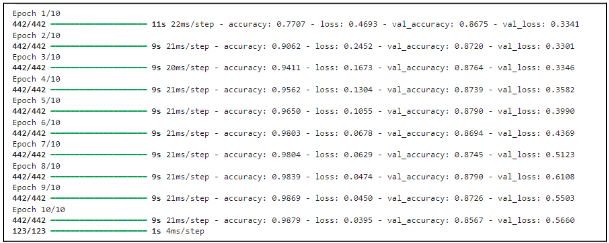 Epoch 1/10
442/442 ━━━━━━━━━━━━━━━━━━━━ 11s 22ms/step - accuracy: 0.7707 - loss: 0.4693 - val_accuracy: 0.8675 - val_loss: 0.3341
Epoch 2/10
442/442 ━━━━━━━━━━━━━━━━━━━━ 9s 21ms/step - accuracy: 0.9062 - loss: 0.2452 - val_accuracy: 0.8720 - val_loss: 0.3301
Epoch 3/10
442/442 ━━━━━━━━━━━━━━━━━━━━ 9s 20ms/step - accuracy: 0.9411 - loss: 0.1673 - val_accuracy: 0.8764 - val_loss: 0.3346
Epoch 4/10
442/442 ━━━━━━━━━━━━━━━━━━━━ 9s 21ms/step - accuracy: 0.9562 - loss: 0.1304 - val_accuracy: 0.8739 - val_loss: 0.3582
Epoch 5/10
442/442 ━━━━━━━━━━━━━━━━━━━━ 9s 21ms/step - accuracy: 0.9650 - loss: 0.1055 - val_accuracy: 0.8790 - val_loss: 0.3990
Epoch 6/10
442/442 ━━━━━━━━━━━━━━━━━━━━ 9s 21ms/step - accuracy: 0.9803 - loss: 0.0678 - val_accuracy: 0.8694 - val_loss: 0.4369
Epoch 7/10
442/442 ━━━━━━━━━━━━━━━━━━━━ 9s 21ms/step - accuracy: 0.9804 - loss: 0.0629 - val_accuracy: 0.8745 - val_loss: 0.5123
Epoch 8/10
442/442 ━━━━━━━━━━━━━━━━━━━━ 9s 21ms/step - accuracy: 0.9839 - loss: 0.0474 - val_accuracy: 0.8790 - val_loss: 0.6108
Epoch 9/10
442/442 ━━━━━━━━━━━━━━━━━━━━ 9s 21ms/step - accuracy: 0.9869 - loss: 0.0450 - val_accuracy: 0.8726 - val_loss: 0.5503
Epoch 10/10
442/442 ━━━━━━━━━━━━━━━━━━━━ 9s 21ms/step - accuracy: 0.9879 - loss: 0.0395 - val_accuracy: 0.8567 - val_loss: 0.5660
123/123 ━━━━━━━━━━━━━━━━━━━━ 1s 4ms/step